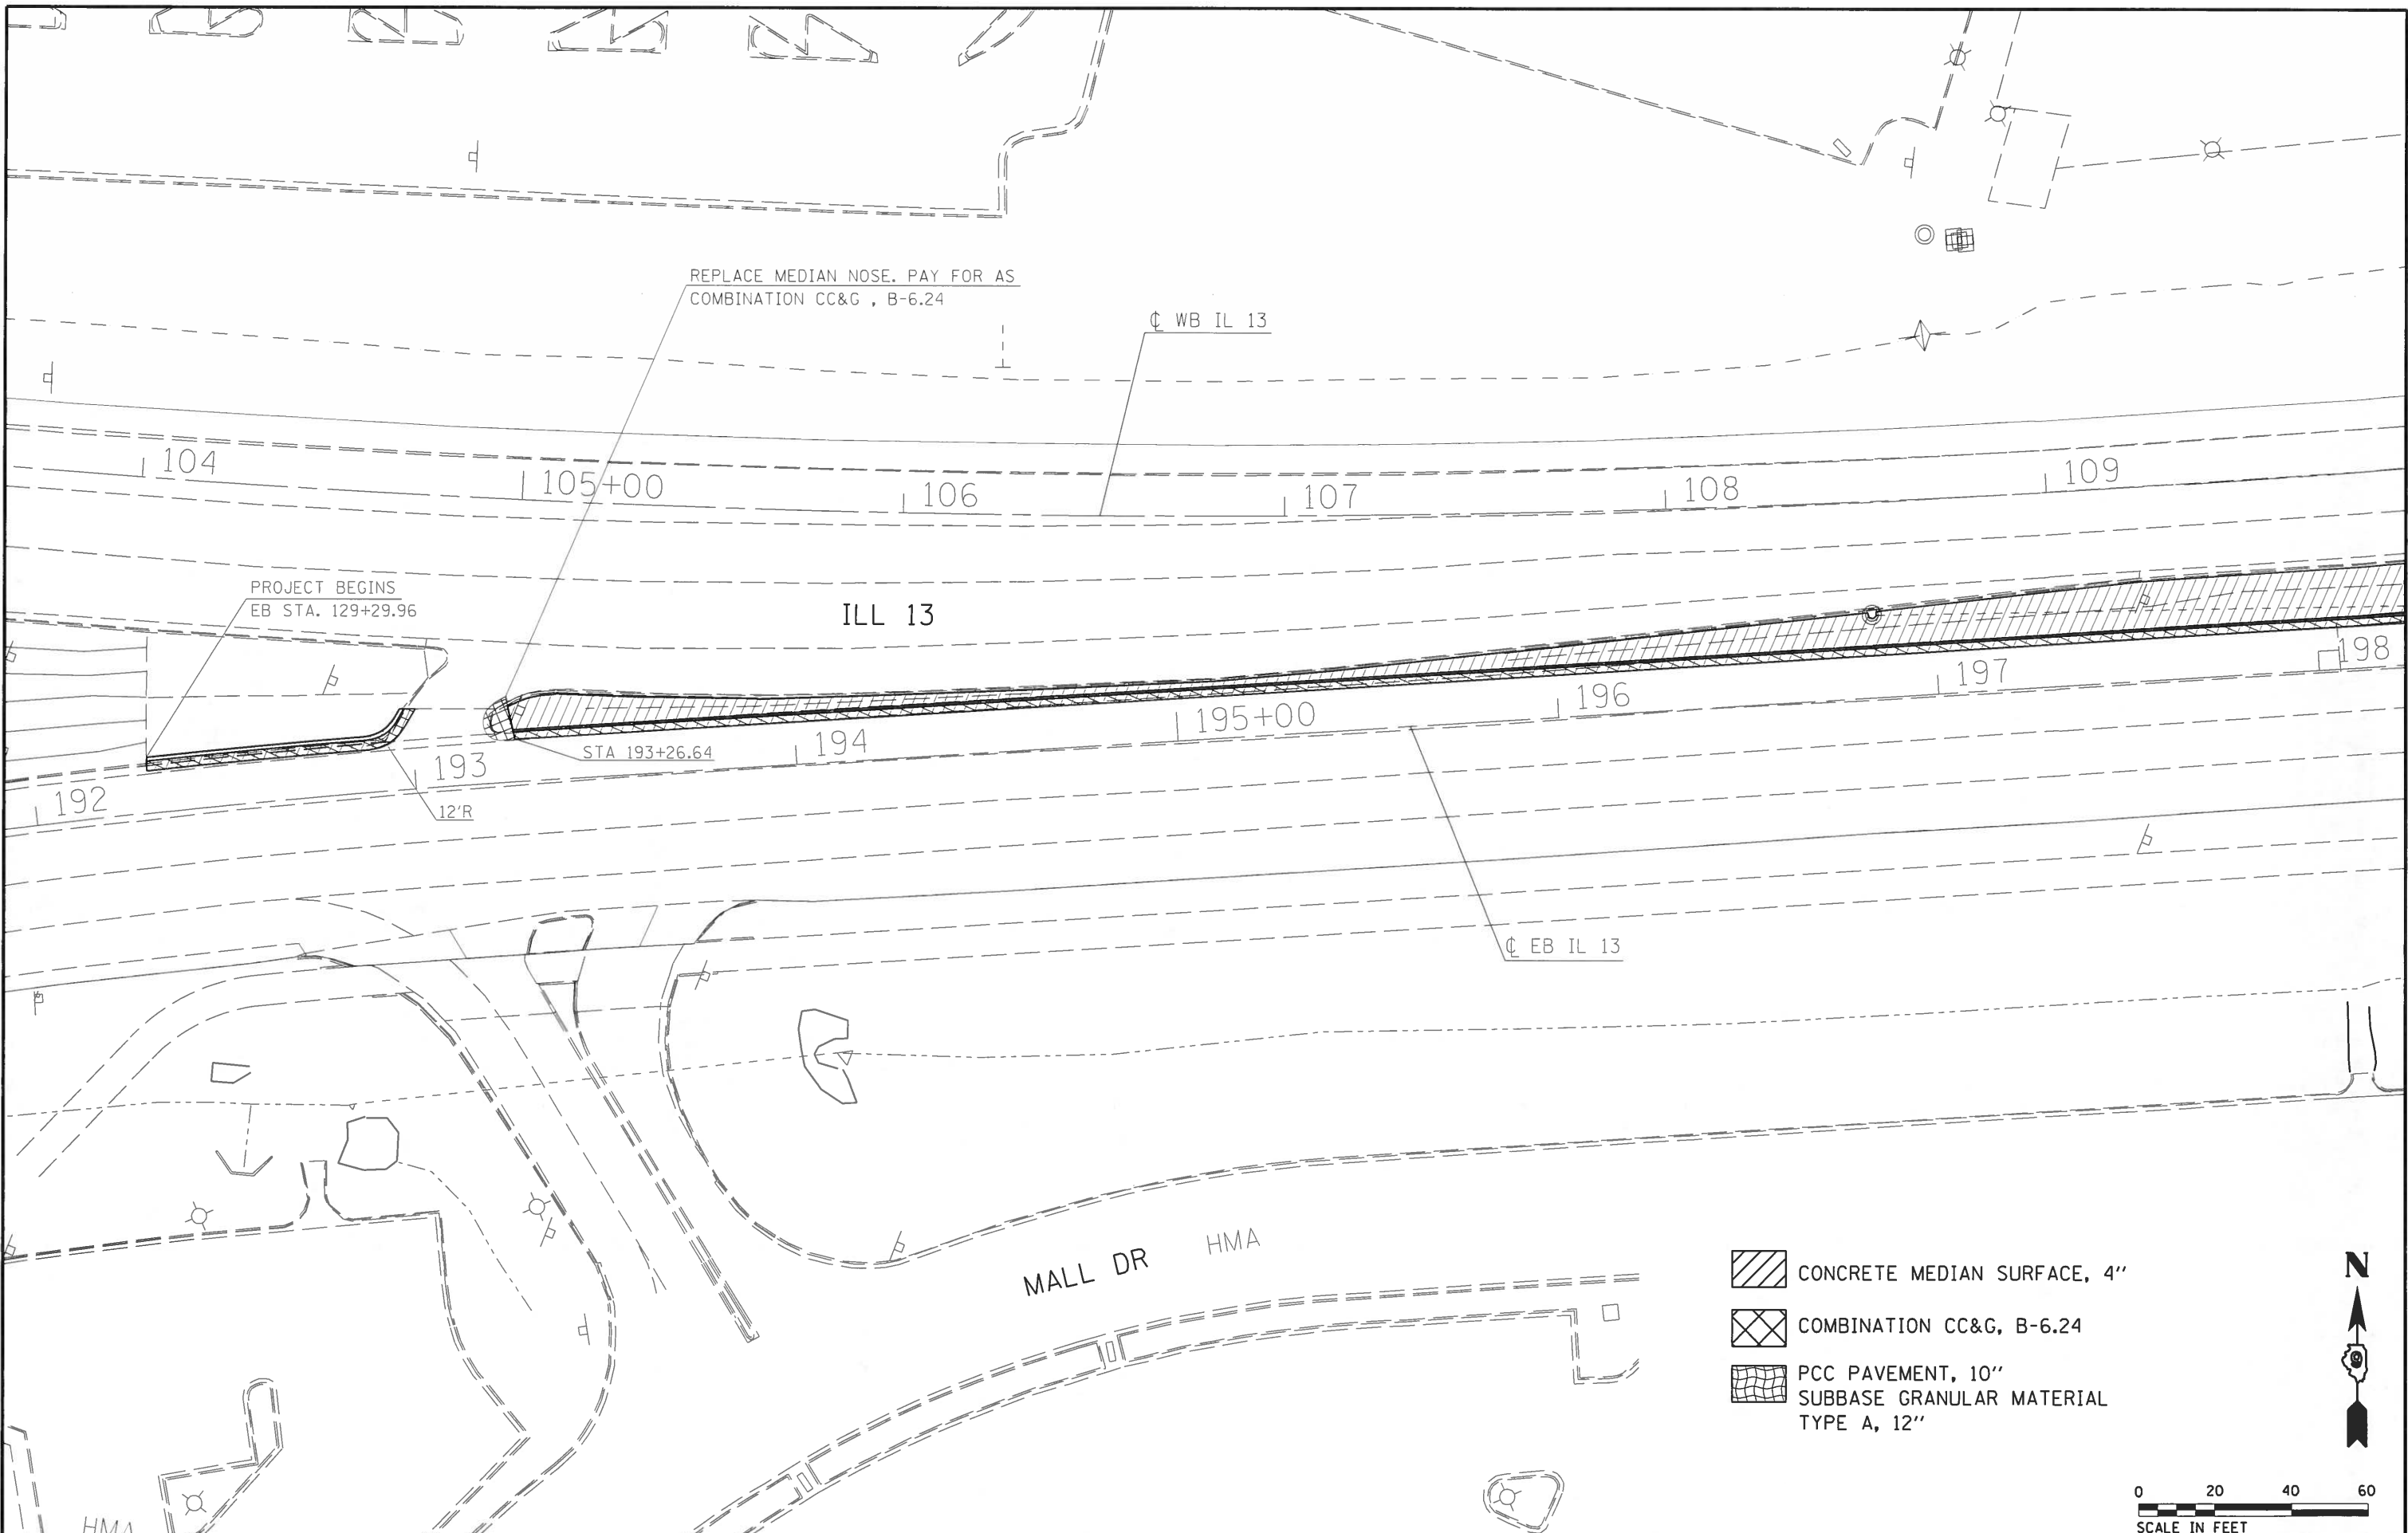 REPLACE MEDIAN NOSE. PAY FOR AS
COMBINATION CC&G , B-6.24
℄ WB IL 13
104
105+00
106
107
108
109
PROJECT BEGINS
EB STA. 129+29.96
ILL 13
192
193
STA 193+26.64
194
195+00
196
197
198
12'R
℄ EB IL 13
MALL DR
HMA
CONCRETE MEDIAN SURFACE, 4"
COMBINATION CC&G, B-6.24
PCC PAVEMENT, 10"
SUBBASE GRANULAR MATERIAL
TYPE A, 12"
N
0 20 40 60
SCALE IN FEET
HMA